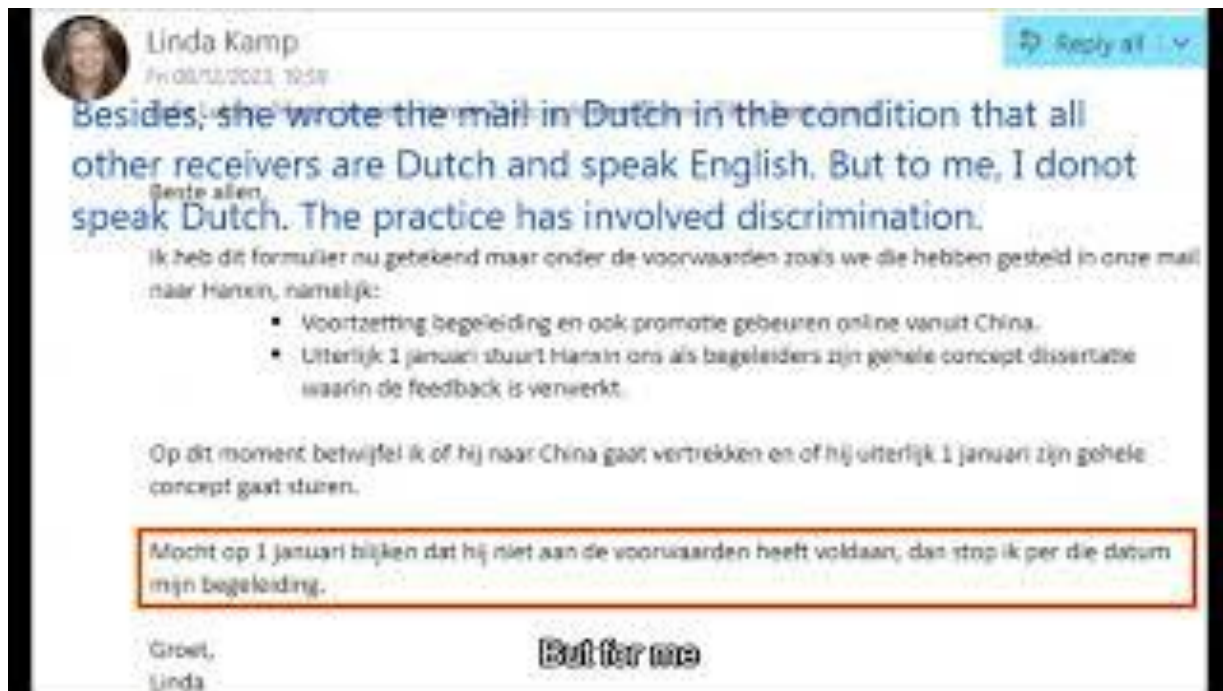 Linda Kamp
Fri 08/12/2023 19:58
Reply all
Besides, she wrote the mail in Dutch in the condition that all
other receivers are Dutch and speak English. But to me, I donot
Beste allen,
speak Dutch. The practice has involved discrimination.
Ik heb dit formulier nu getekend maar onder de voorwaarden zoals we die hebben gesteld in onze mail
naar Hanxin, namelijk:
▪ Voortzetting begeleiding en ook promotie gebeuren online vanuit China.
▪ Uiterlijk 1 januari stuurt Hanxin ons als begeleiders zijn gehele concept dissertatie
waarin de feedback is verwerkt.
Op dit moment betwijfel ik of hij naar China gaat vertrekken en of hij uiterlijk 1 januari zijn gehele
concept gaat sturen.
Mocht op 1 januari blijken dat hij niet aan de voorwaarden heeft voldaan, dan stop ik per die datum
mijn begeleiding.
Groet,
Linda
But for me